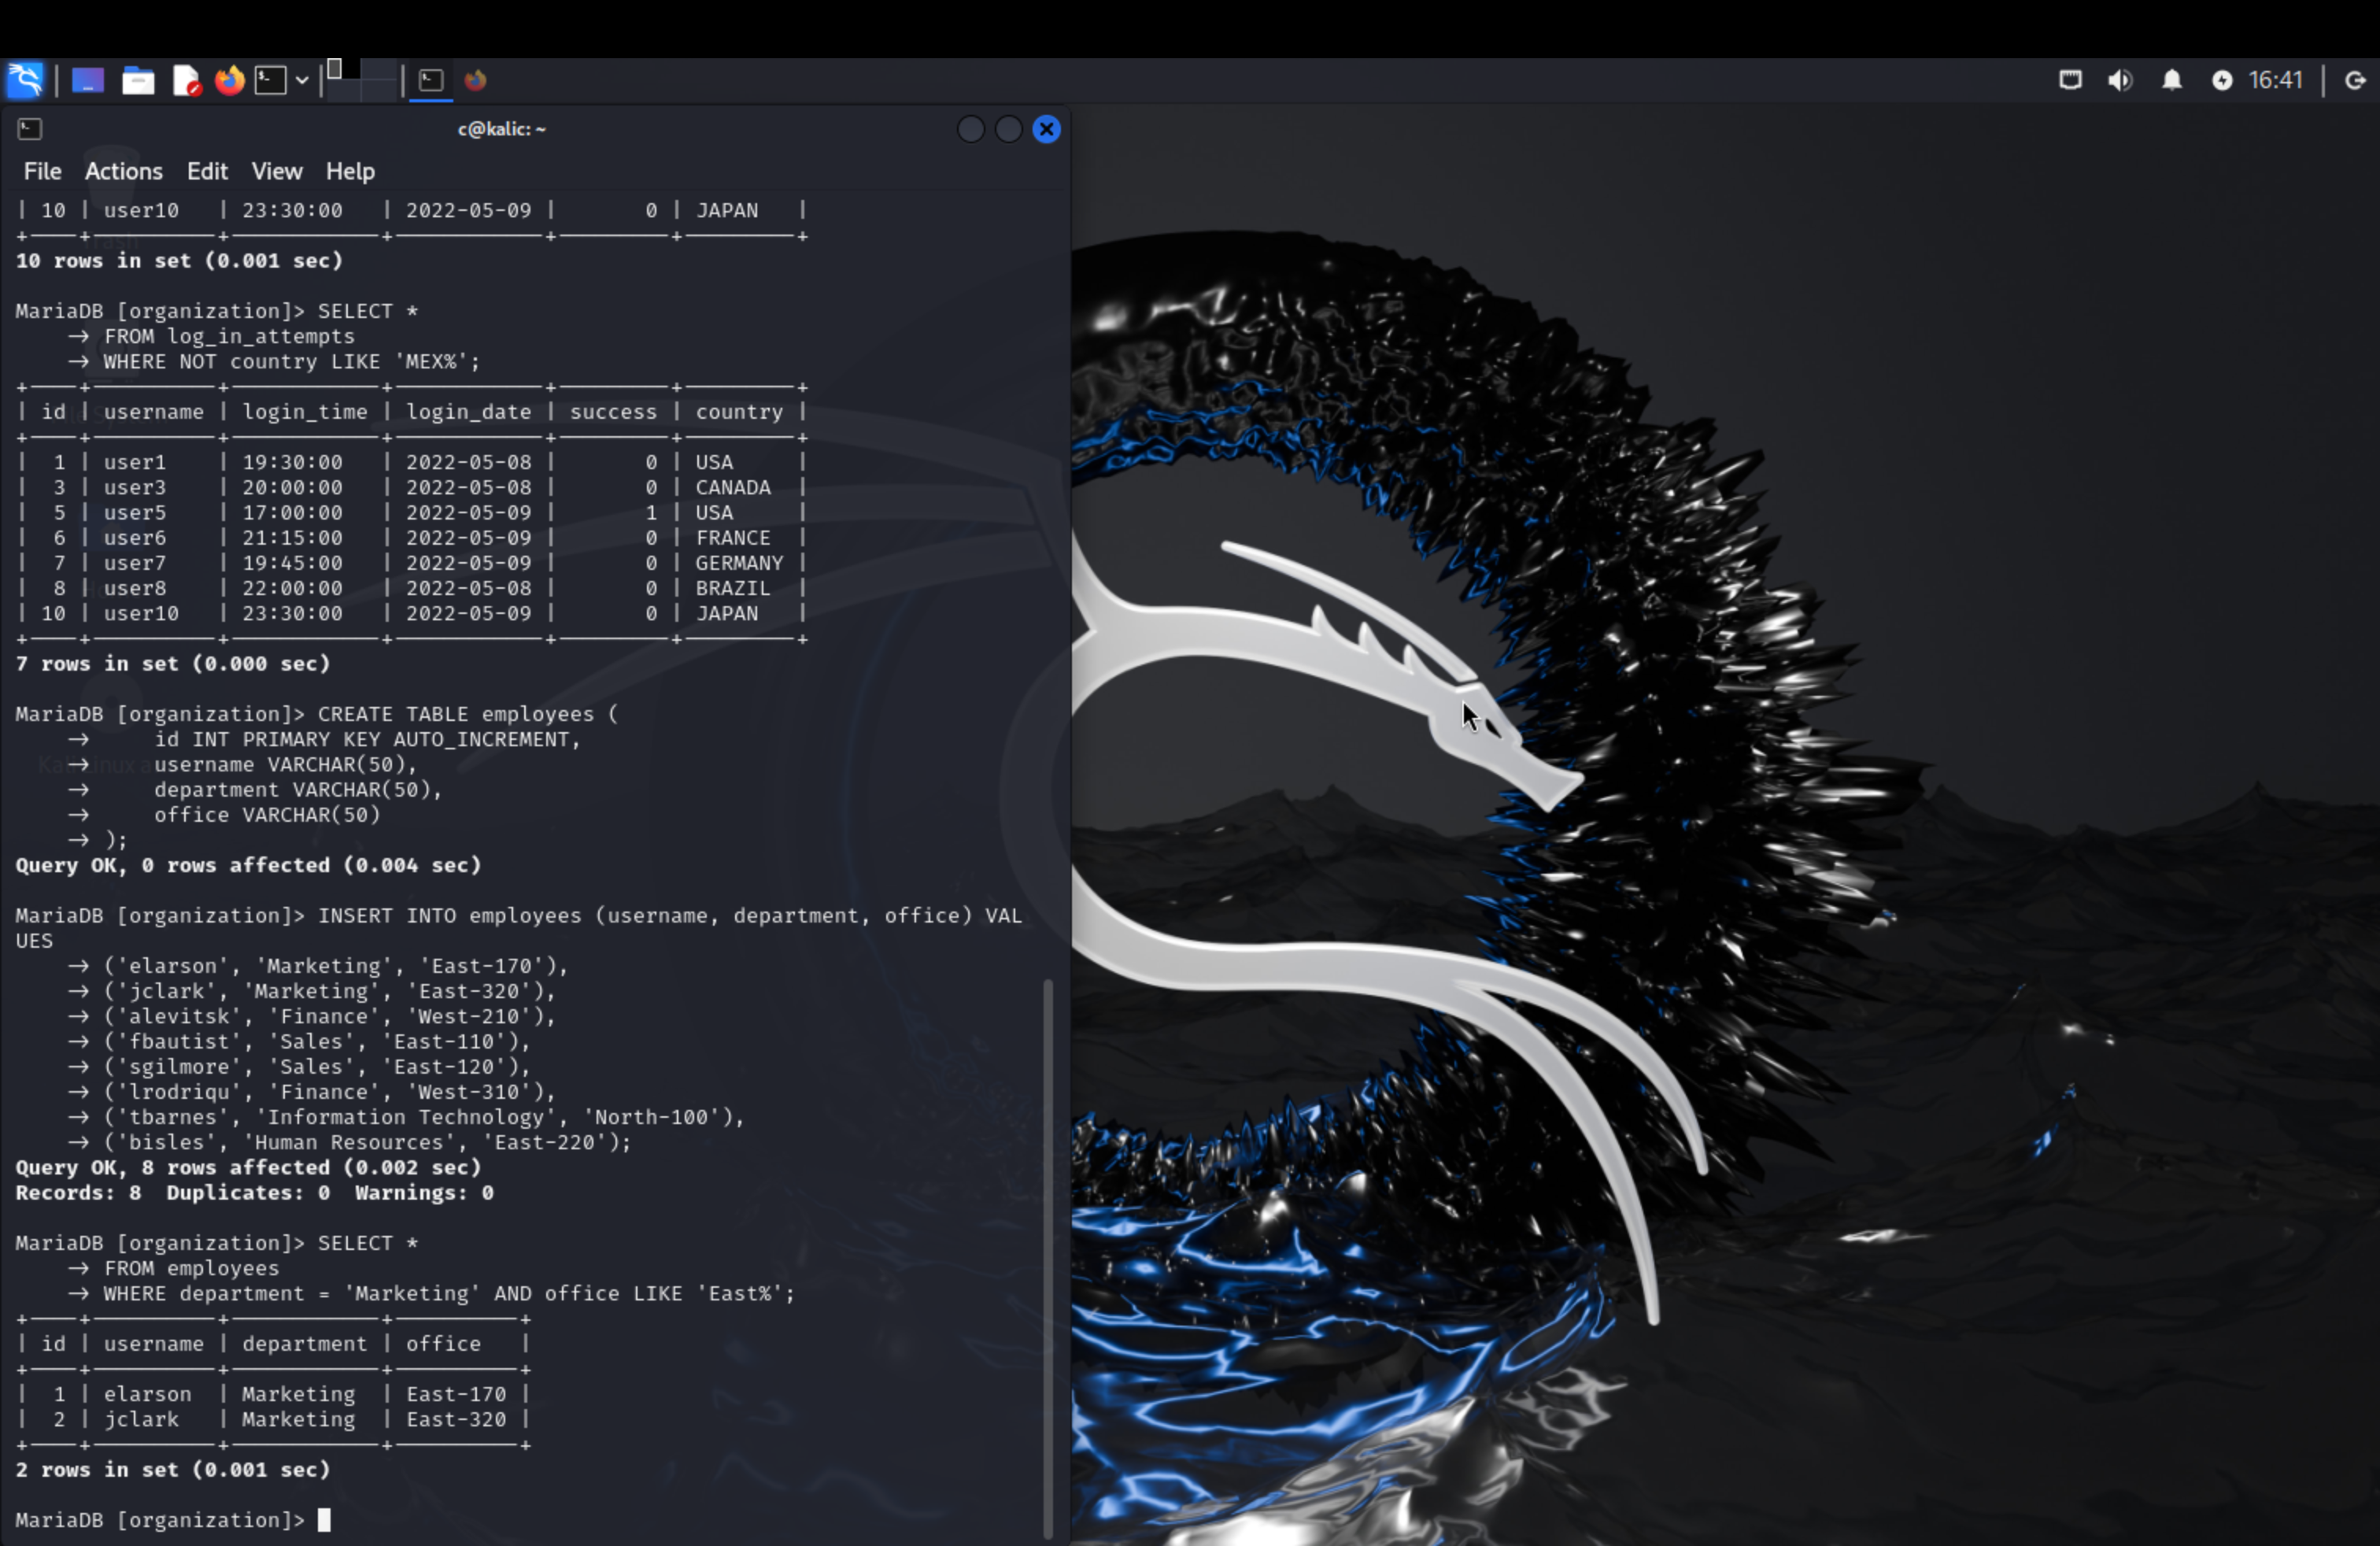 16:41
c@kalic: ~
File Actions Edit View Help
| 10 | user10 | 23:30:00 | 2022-05-09 | 0 | JAPAN |
10 rows in set (0.001 sec)
MariaDB [organization]> SELECT *
→ FROM log_in_attempts
→ WHERE NOT country LIKE 'MEX%';
| id | username | login_time | login_date | success | country |
| 1 | user1 | 19:30:00 | 2022-05-08 | 0 | USA |
| 3 | user3 | 20:00:00 | 2022-05-08 | 0 | CANADA |
| 5 | user5 | 17:00:00 | 2022-05-09 | 1 | USA |
| 6 | user6 | 21:15:00 | 2022-05-09 | 0 | FRANCE |
| 7 | user7 | 19:45:00 | 2022-05-09 | 0 | GERMANY |
| 8 | user8 | 22:00:00 | 2022-05-08 | 0 | BRAZIL |
| 10 | user10 | 23:30:00 | 2022-05-09 | 0 | JAPAN |
7 rows in set (0.000 sec)
MariaDB [organization]> CREATE TABLE employees (
→ id INT PRIMARY KEY AUTO_INCREMENT,
→ username VARCHAR(50),
→ department VARCHAR(50),
→ office VARCHAR(50)
→ );
Query OK, 0 rows affected (0.004 sec)
MariaDB [organization]> INSERT INTO employees (username, department, office) VAL
UES
→ ('elarson', 'Marketing', 'East-170'),
→ ('jclark', 'Marketing', 'East-320'),
→ ('alevitsk', 'Finance', 'West-210'),
→ ('fbautist', 'Sales', 'East-110'),
→ ('sgilmore', 'Sales', 'East-120'),
→ ('lrodriqu', 'Finance', 'West-310'),
→ ('tbarnes', 'Information Technology', 'North-100'),
→ ('bisles', 'Human Resources', 'East-220');
Query OK, 8 rows affected (0.002 sec)
Records: 8 Duplicates: 0 Warnings: 0
MariaDB [organization]> SELECT *
→ FROM employees
→ WHERE department = 'Marketing' AND office LIKE 'East%';
| id | username | department | office |
| 1 | elarson | Marketing | East-170 |
| 2 | jclark | Marketing | East-320 |
2 rows in set (0.001 sec)
MariaDB [organization]>